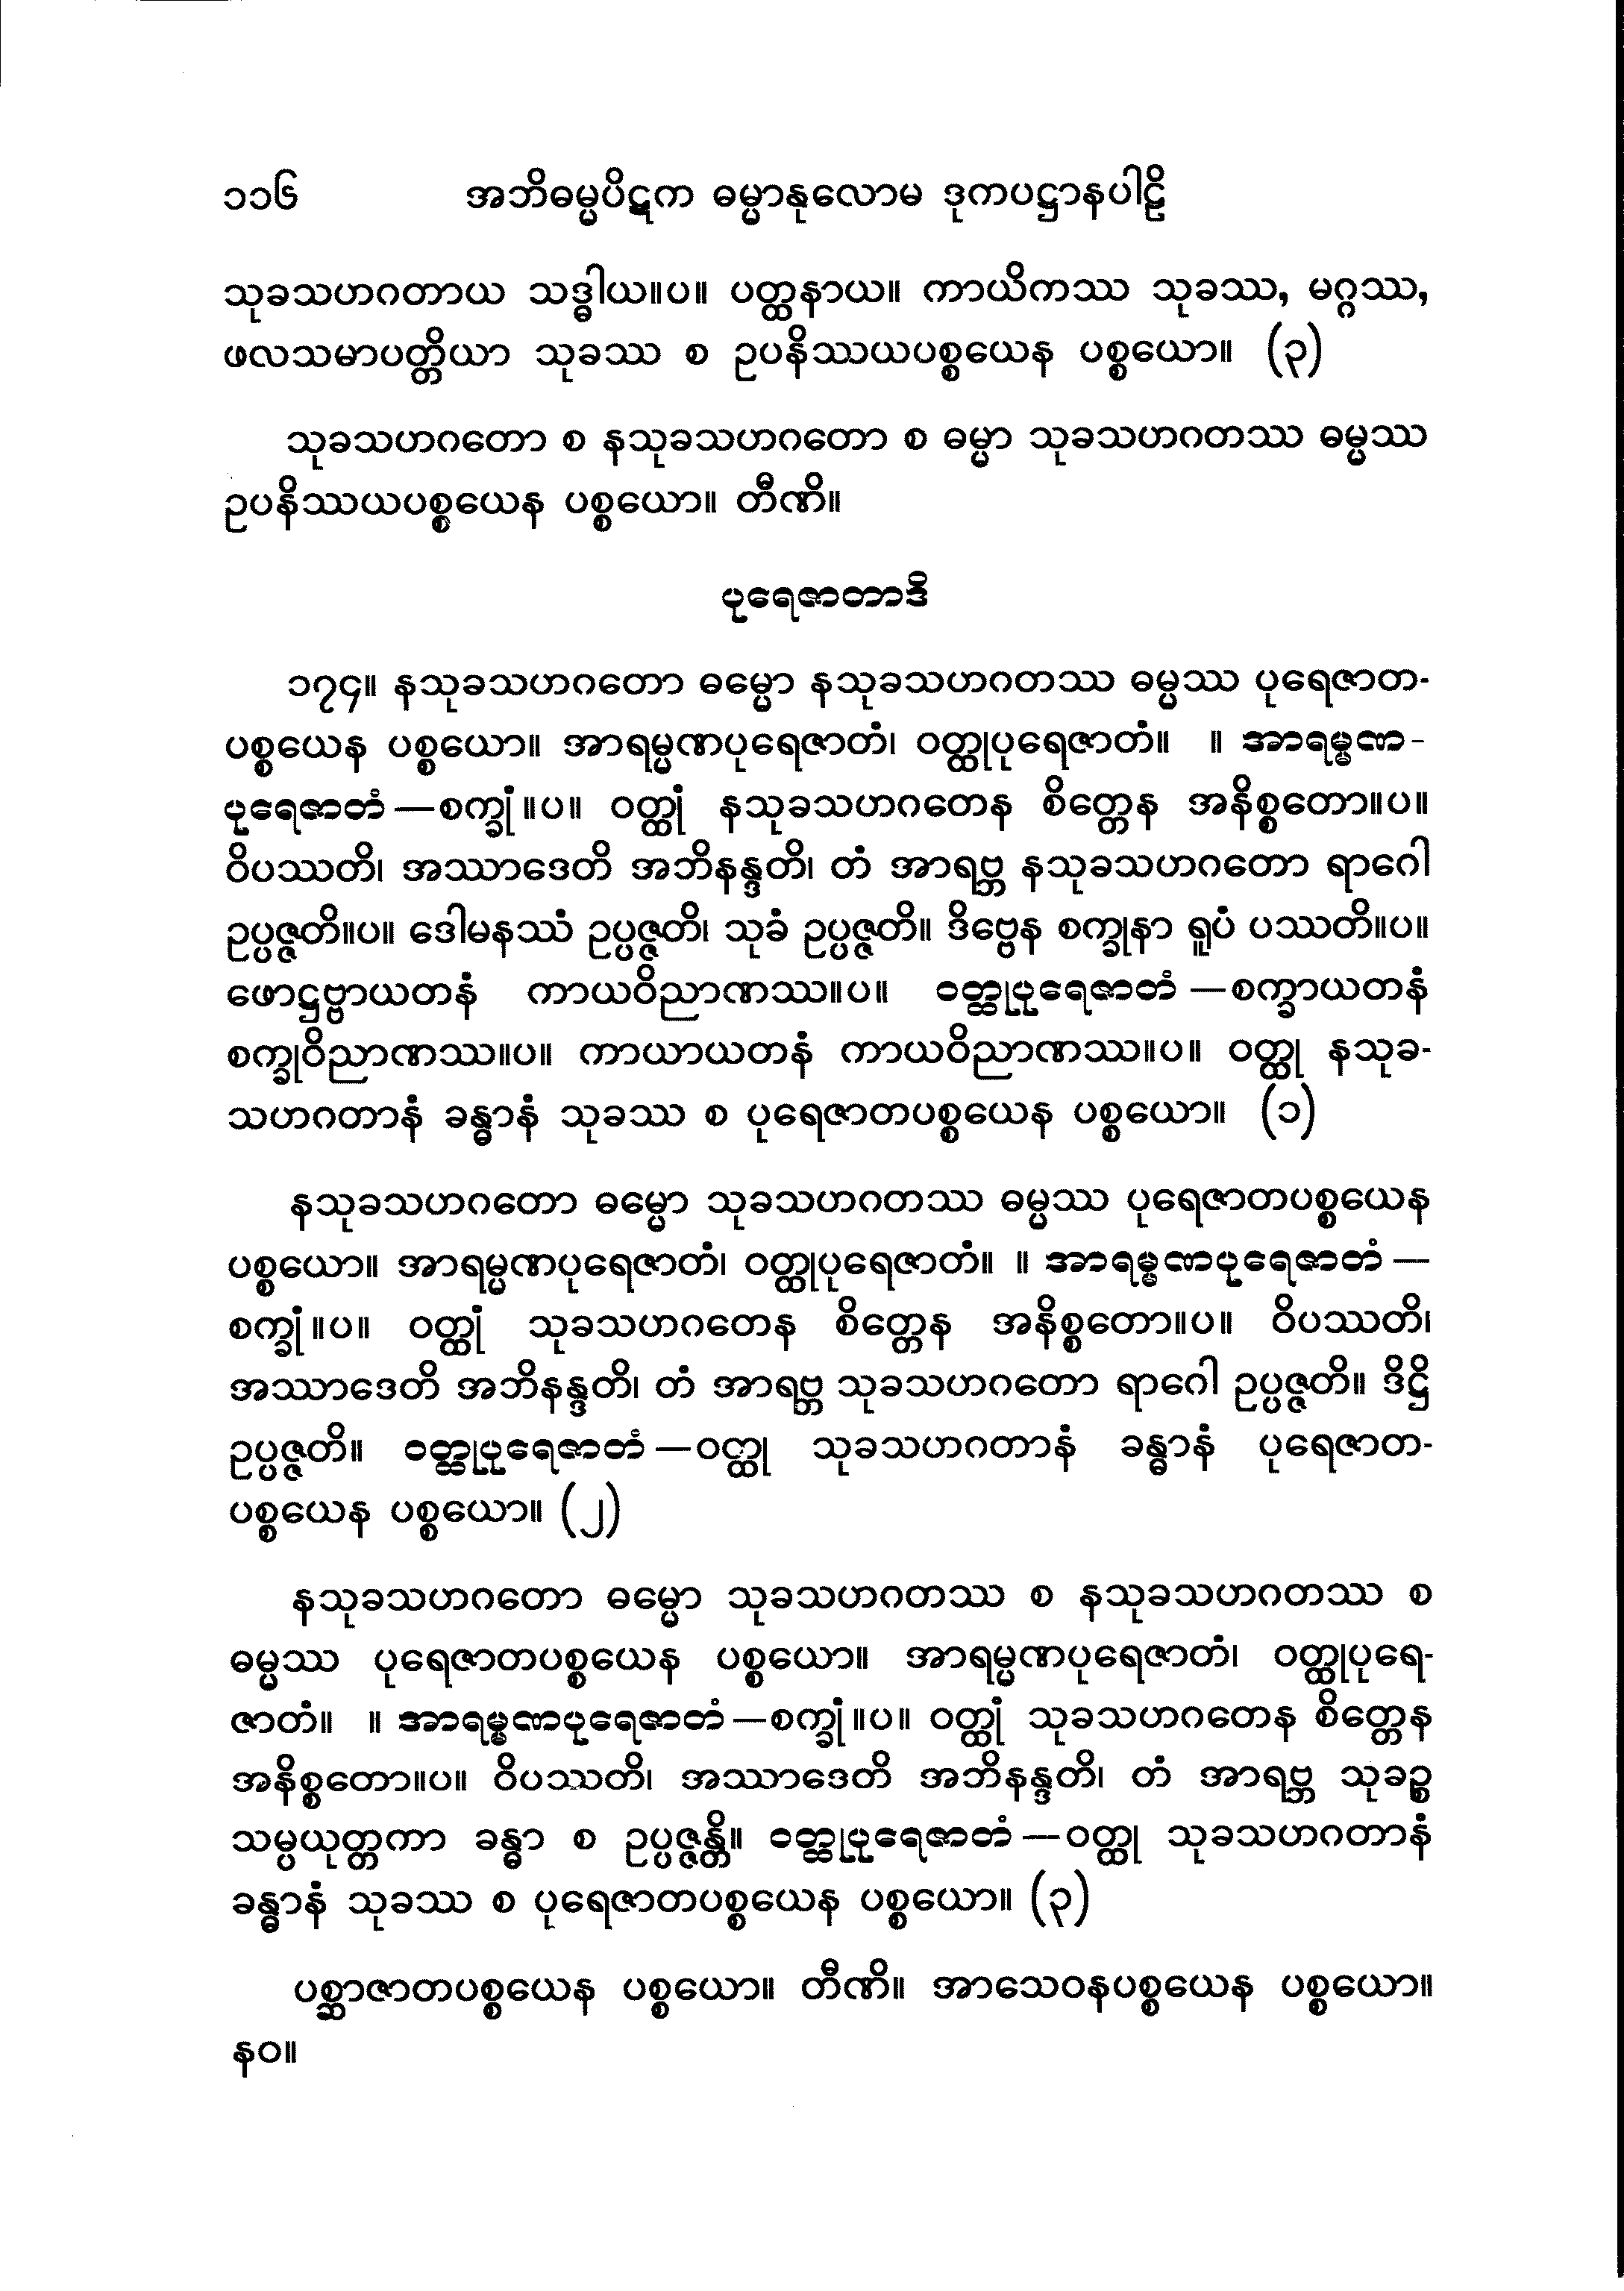 ၁၁၆ အဘိဓမ္မပိဋက ဓမ္မာနုလောမ ဒုကပဋ္ဌာနပါဠိ
သုခသဟဂတာယ သဒ္ဓါယ။ပ။ ပတ္ထနာယ။ ကာယိကဿ သုခဿ, မဂ္ဂဿ,
ဖလသမာပတ္တိယာ သုခဿ စ ဥပနိဿယပစ္စယေန ပစ္စယော။ (၃)
သုခသဟဂတော စ နသုခသဟဂတော စ ဓမ္မာ သုခသဟဂတဿ ဓမ္မဿ
ဥပနိဿယပစ္စယေန ပစ္စယော။ တီဏိ။
ပုရေဇာတာဒိ
၁၇၄။ နသုခသဟဂတော ဓမ္မော နသုခသဟဂတဿ ဓမ္မဿ ပုရေဇာတ-
ပစ္စယေန ပစ္စယော။ အာရမ္မဏပုရေဇာတံ၊ ဝတ္ထုပုရေဇာတံ။ ။ အာရမ္မဏ-
ပုရေဇာတံ—စက္ခုံ။ပ။ ဝတ္ထုံ နသုခသဟဂတေန စိတ္တေန အနိစ္စတော။ပ။
ဝိပဿတိ၊ အဿာဒေတိ အဘိနန္ဒတိ၊ တံ အာရဗ္ဘ နသုခသဟဂတော ရာဂေါ
ဥပ္ပဇ္ဇတိ။ပ။ ဒေါမနဿံ ဥပ္ပဇ္ဇတိ၊ သုခံ ဥပ္ပဇ္ဇတိ။ ဒိဗ္ဗေန စက္ခုနာ ရူပံ ပဿတိ။ပ။
ဖောဋ္ဌဗ္ဗာယတနံ ကာယဝိညာဏဿ။ပ။ ဝတ္ထုပုရေဇာတံ—စက္ခာယတနံ
စက္ခုဝိညာဏဿ။ပ။ ကာယာယတနံ ကာယဝိညာဏဿ။ပ။ ဝတ္ထု နသုခ-
သဟဂတာနံ ခန္ဓာနံ သုခဿ စ ပုရေဇာတပစ္စယေန ပစ္စယော။ (၁)
နသုခသဟဂတော ဓမ္မော သုခသဟဂတဿ ဓမ္မဿ ပုရေဇာတပစ္စယေန
ပစ္စယော။ အာရမ္မဏပုရေဇာတံ၊ ဝတ္ထုပုရေဇာတံ။ ။ အာရမ္မဏပုရေဇာတံ—
စက္ခုံ။ပ။ ဝတ္ထုံ သုခသဟဂတေန စိတ္တေန အနိစ္စတော။ပ။ ဝိပဿတိ၊
အဿာဒေတိ အဘိနန္ဒတိ၊ တံ အာရဗ္ဘ သုခသဟဂတော ရာဂေါ ဥပ္ပဇ္ဇတိ။ ဒိဋ္ဌိ
ဥပ္ပဇ္ဇတိ။ ဝတ္ထုပုရေဇာတံ—ဝတ္ထု သုခသဟဂတာနံ ခန္ဓာနံ ပုရေဇာတ-
ပစ္စယေန ပစ္စယော။ (၂)
နသုခသဟဂတော ဓမ္မော သုခသဟဂတဿ စ နသုခသဟဂတဿ စ
ဓမ္မဿ ပုရေဇာတပစ္စယေန ပစ္စယော။ အာရမ္မဏပုရေဇာတံ၊ ဝတ္ထုပုရေ-
ဇာတံ။ ။ အာရမ္မဏပုရေဇာတံ—စက္ခုံ။ပ။ ဝတ္ထုံ သုခသဟဂတေန စိတ္တေန
အနိစ္စတော။ပ။ ဝိပဿတိ၊ အဿာဒေတိ အဘိနန္ဒတိ၊ တံ အာရဗ္ဘ သုခဉ္စ
သမ္ပယုတ္တကာ ခန္ဓာ စ ဥပ္ပဇ္ဇန္တိ။ ဝတ္ထုပုရေဇာတံ—ဝတ္ထု သုခသဟဂတာနံ
ခန္ဓာနံ သုခဿ စ ပုရေဇာတပစ္စယေန ပစ္စယော။ (၃)
ပစ္ဆာဇာတပစ္စယေန ပစ္စယော။ တီဏိ။ အာသေဝနပစ္စယေန ပစ္စယော။
နဝ။